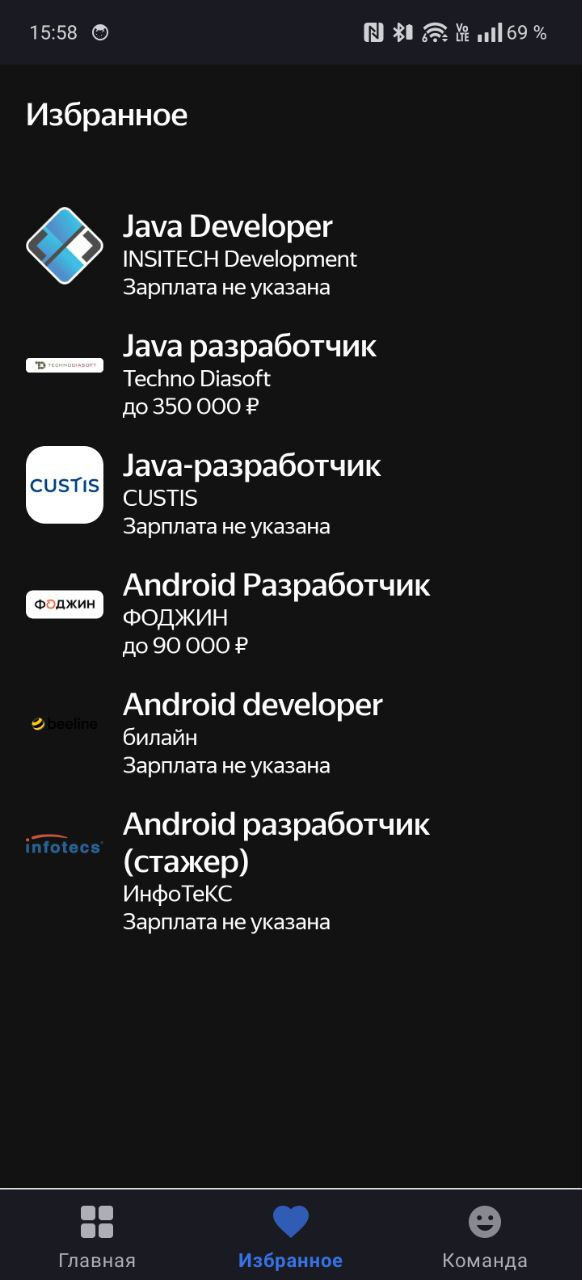 15:58
Vo
LTE
69 %
Избранное
Java Developer
INSITECH Development
Зарплата не указана
TECHNODIASOFT
Java разработчик
Techno Diasoft
до 350 000 ₽
CUSTIS
Java-разработчик
CUSTIS
Зарплата не указана
ФОДЖИН
Android Разработчик
ФОДЖИН
до 90 000 ₽
beeline
Android developer
билайн
Зарплата не указана
infotecs
Android разработчик
(стажер)
ИнфоТеКС
Зарплата не указана
Главная
Избранное
Команда